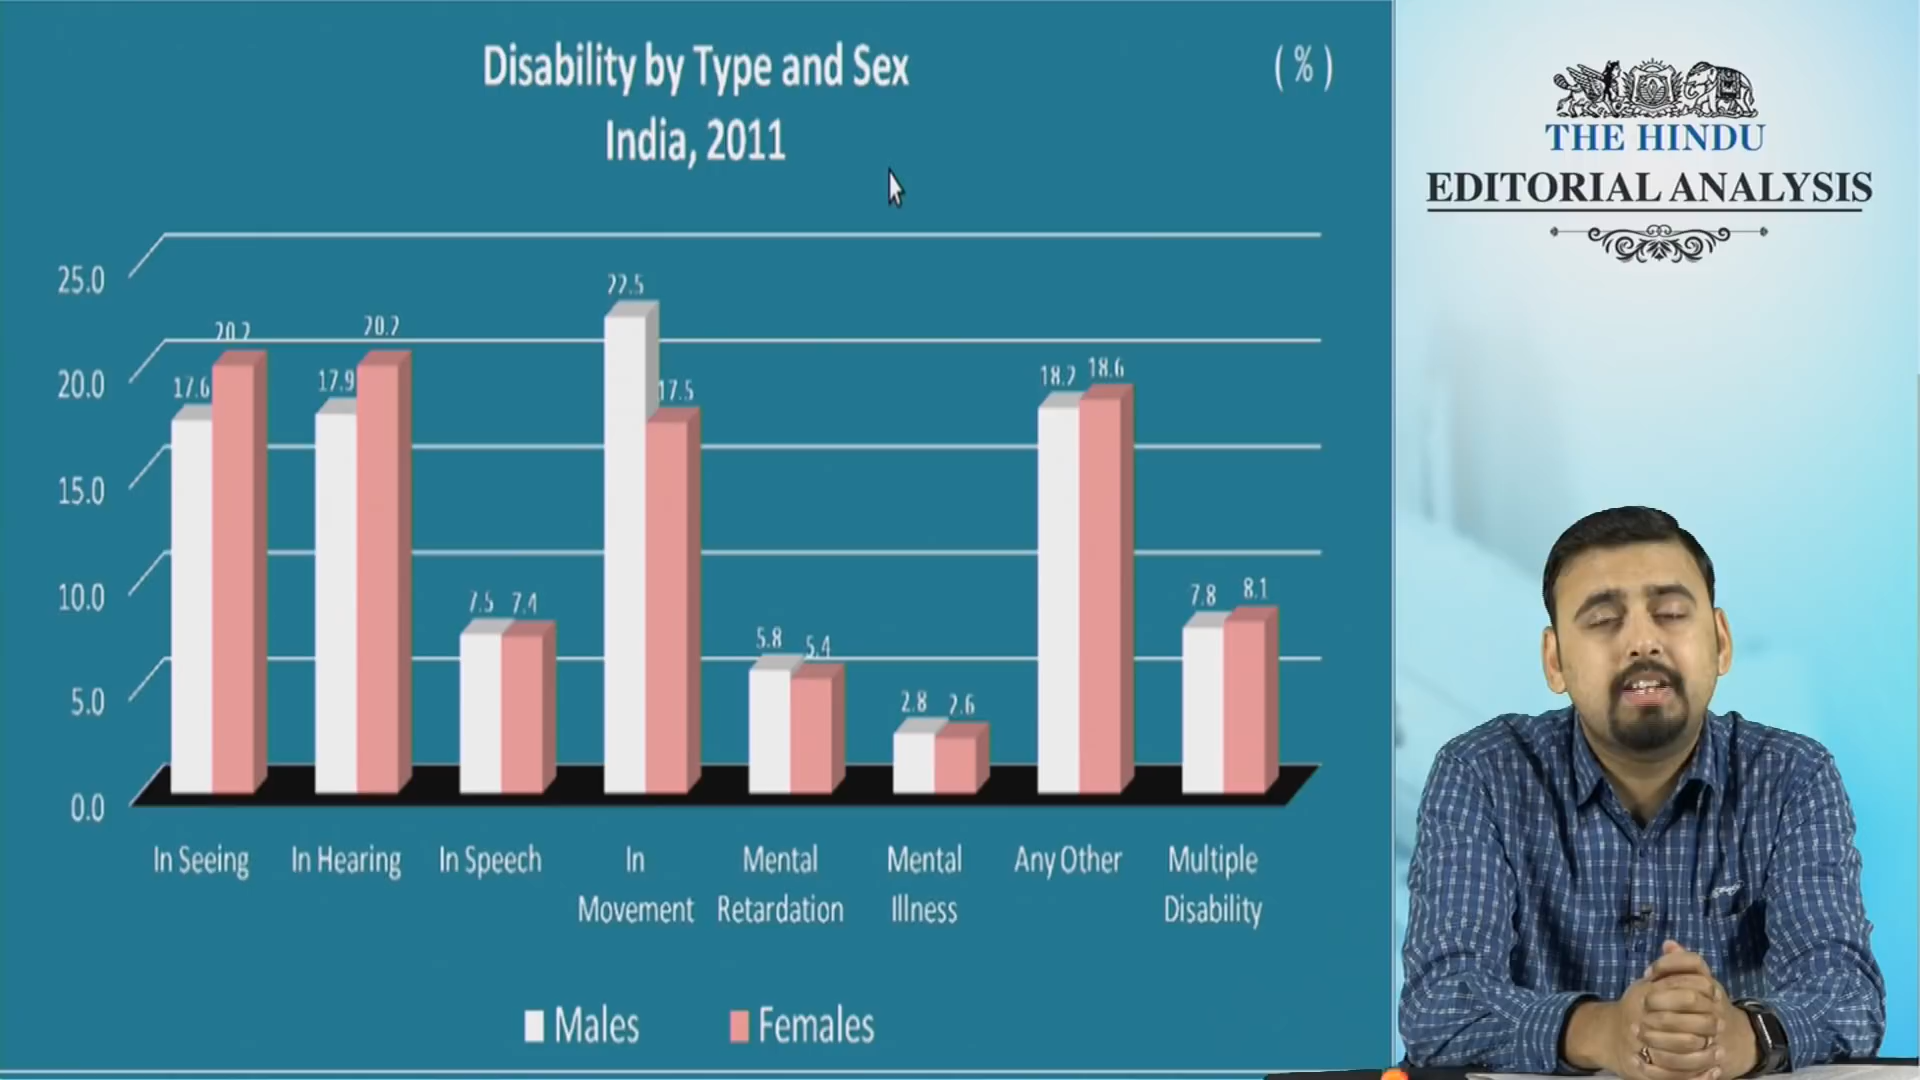 Disability by Type and Sex
India, 2011
( % )
25.0
20.0
15.0
10.0
5.0
0.0
17.6
20.2
17.9
20.2
7.5
7.4
22.5
17.5
5.8
5.4
2.8
2.6
18.2
18.6
7.8
8.1
In Seeing
In Hearing
In Speech
In
Movement
Mental
Retardation
Mental
Illness
Any Other
Multiple
Disability
Males
Females
THE HINDU
EDITORIAL ANALYSIS